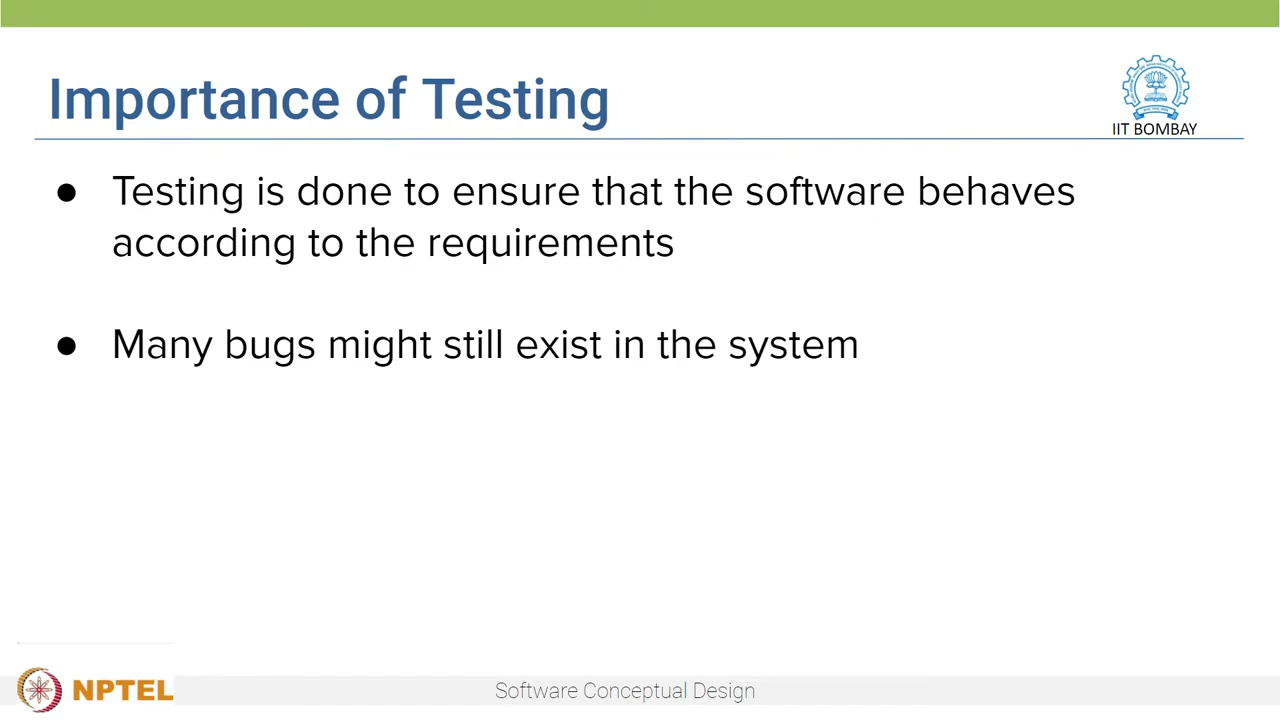 Importance of Testing
IIT BOMBAY
● Testing is done to ensure that the software behaves
according to the requirements
● Many bugs might still exist in the system
NPTEL
Software Conceptual Design